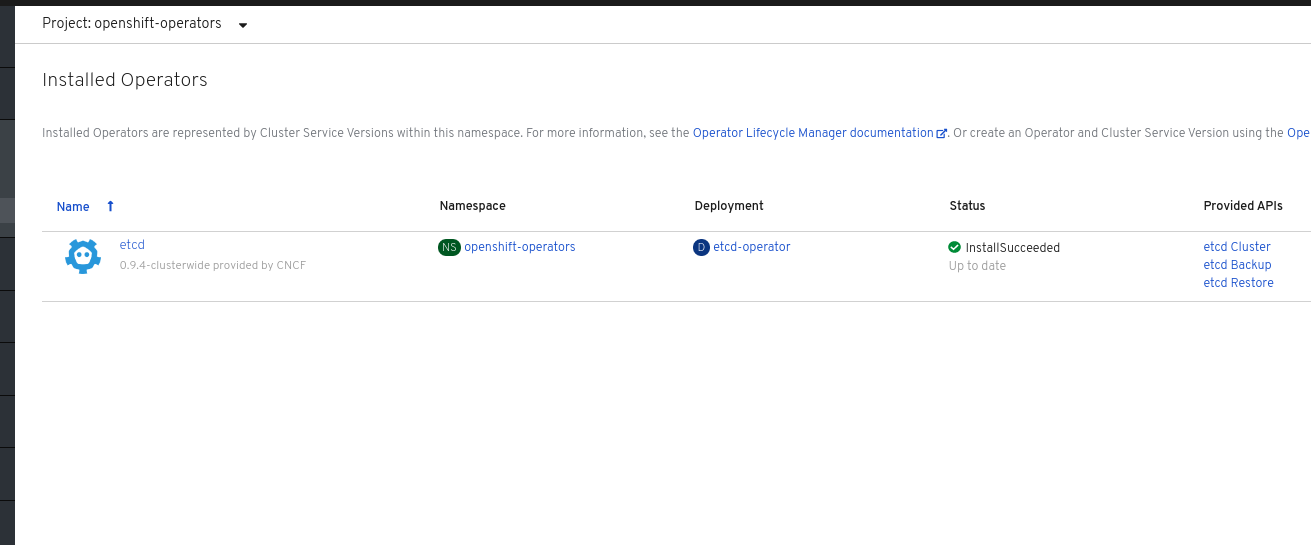 Project: openshift-operators
Installed Operators
Installed Operators are represented by Cluster Service Versions within this namespace. For more information, see the Operator Lifecycle Manager documentation. Or create an Operator and Cluster Service Version using the Ope
Name Namespace Deployment Status Provided APIs
etcd NS openshift-operators D etcd-operator InstallSucceeded etcd Cluster
0.9.4-clusterwide provided by CNCF Up to date etcd Backup
etcd Restore